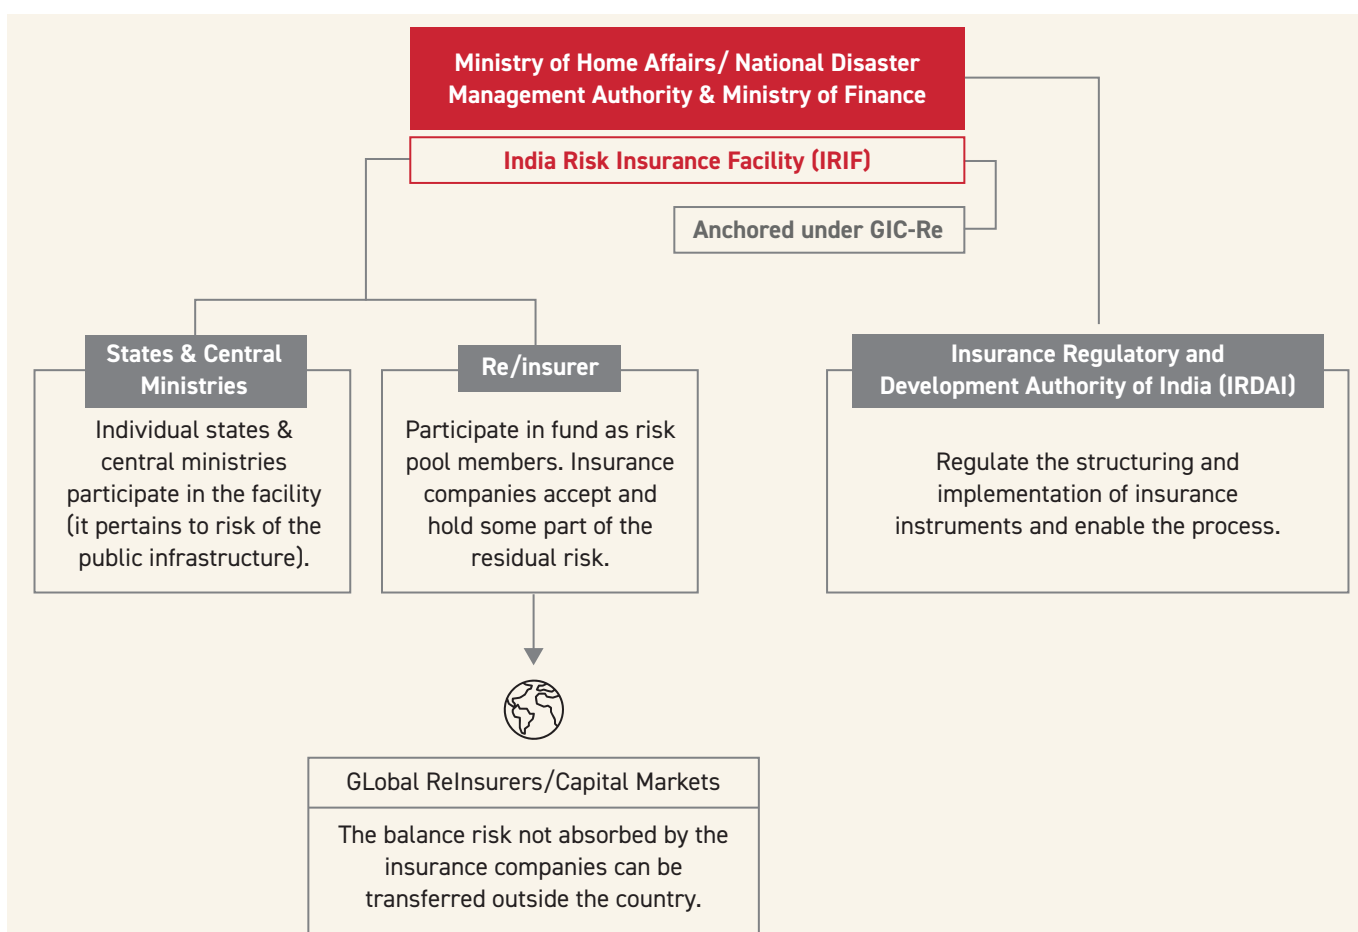 Ministry of Home Affairs/ National Disaster
Management Authority & Ministry of Finance
India Risk Insurance Facility (IRIF)
Anchored under GIC-Re
States & Central
Ministries
Individual states &
central ministries
participate in the facility
(it pertains to risk of the
public infrastructure).
Re/insurer
Participate in fund as risk
pool members. Insurance
companies accept and
hold some part of the
residual risk.
Insurance Regulatory and
Development Authority of India (IRDAI)
Regulate the structuring and
implementation of insurance
instruments and enable the process.
GLobal ReInsurers/Capital Markets
The balance risk not absorbed by the
insurance companies can be
transferred outside the country.